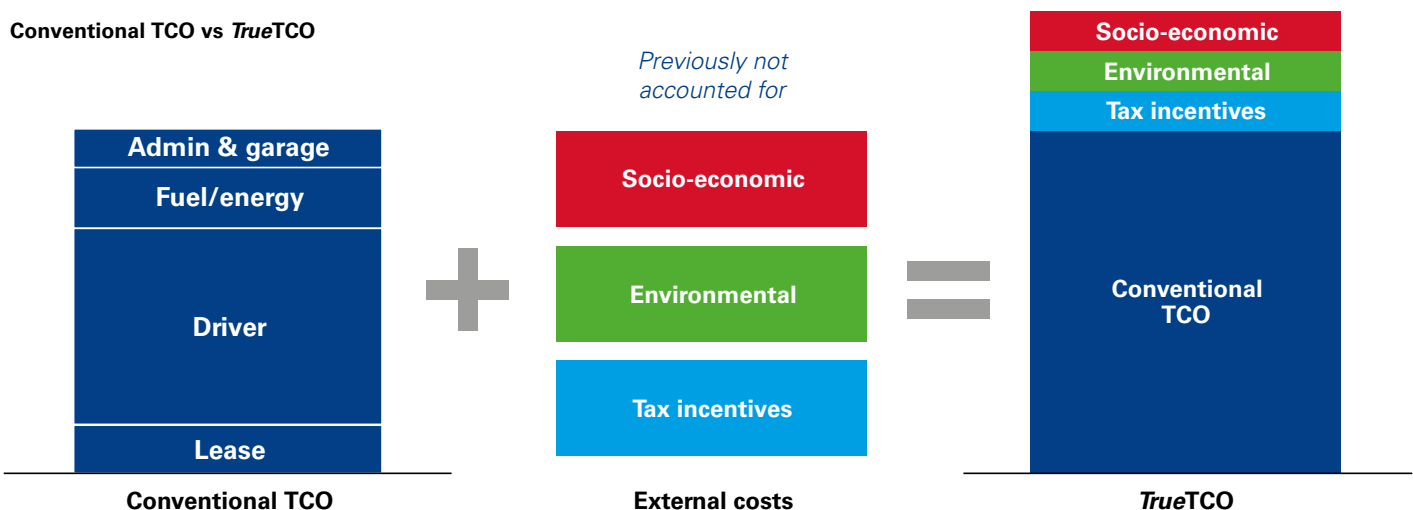 Conventional TCO vs TrueTCO
Admin & garage
Fuel/energy
Driver
Lease
Conventional TCO
Previously not
accounted for
Socio-economic
Environmental
Tax incentives
External costs
Socio-economic
Environmental
Tax incentives
Conventional
TCO
TrueTCO